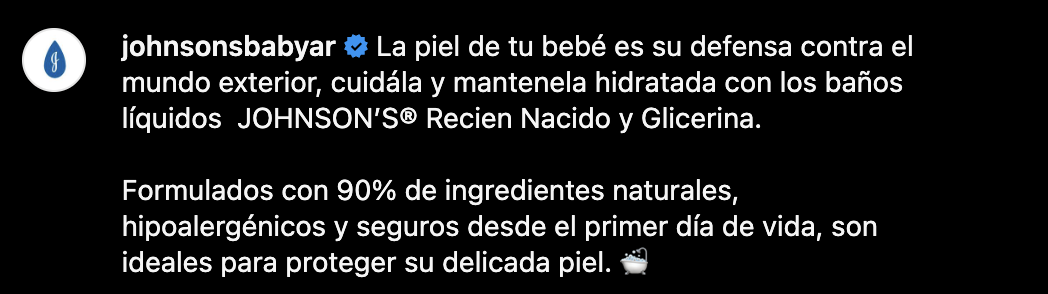 johnsonsbabyar La piel de tu bebé es su defensa contra el
mundo exterior, cuidála y mantenela hidratada con los baños
líquidos  JOHNSON’S® Recien Nacido y Glicerina.
Formulados con 90% de ingredientes naturales,
hipoalergénicos y seguros desde el primer día de vida, son
ideales para proteger su delicada piel. 🛁